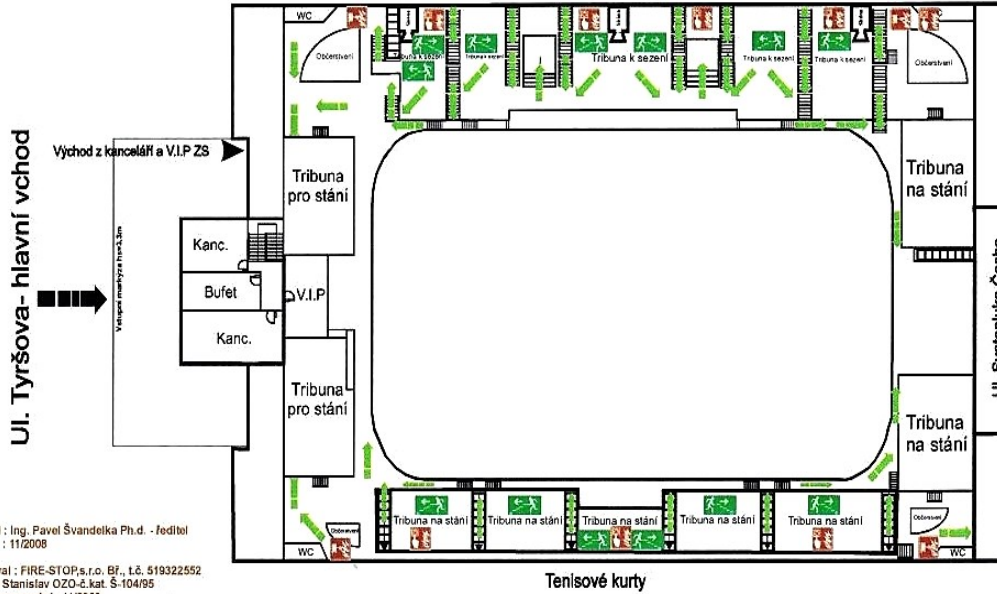 WC
Občerstvení
Tribuna k sezení
Tribuna k sezení
Tribuna k sezení
Tribuna k sezení
Tribuna k sezení
Občerstvení
Ul. Tyršova- hlavní vchod
Východ z kanceláří a V.I.P ZS
Tribuna
pro stání
Tribuna
na stání
Kanc.
Bufet
V.I.P
Kanc.
Tribuna
pro stání
Tribuna
na stání
Tribuna na stání
Tribuna na stání
Tribuna na stání
Tribuna na stání
Tribuna na stání
Občerstvení
Občerstvení
WC
WC
: Ing. Pavel Švandelka Ph.d. - ředitel
: 11/2008
val : FIRE-STOP,s.r.o. Bř., t.č. 519322552
Stanislav OZO-č.kat. Š-104/95
Tenisové kurty